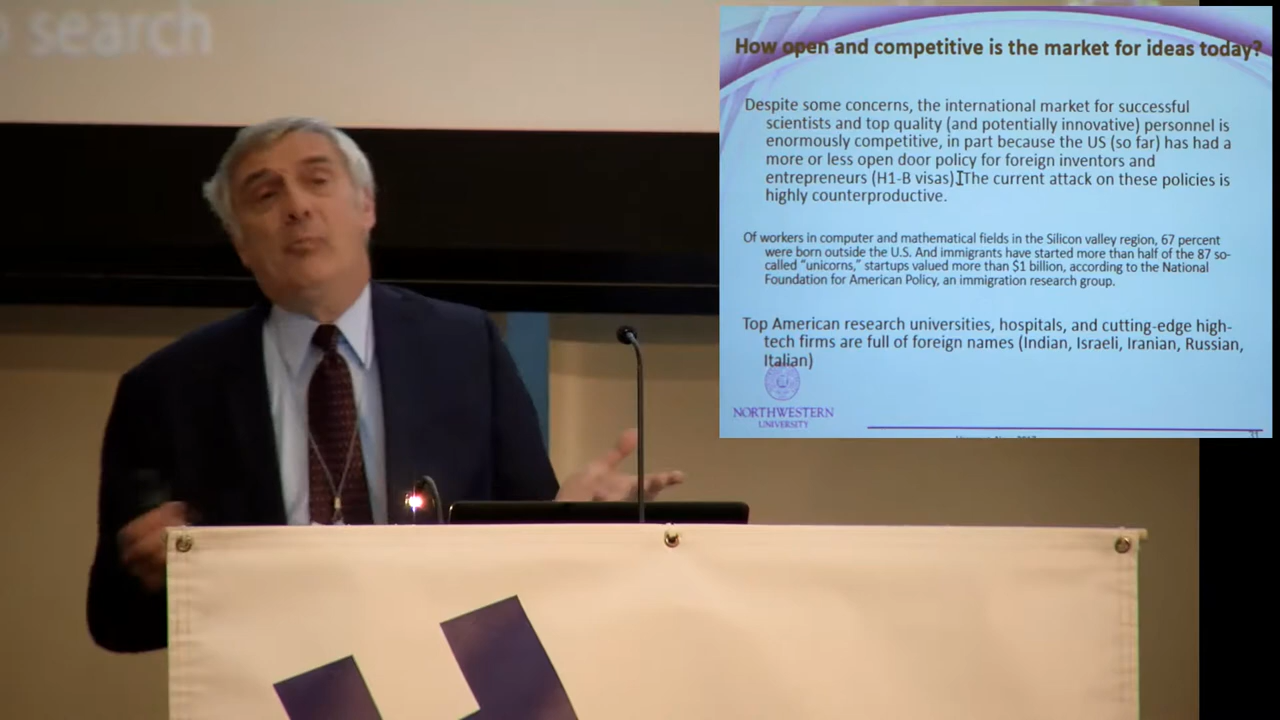 search
How open and competitive is the market for ideas today?
Despite some concerns, the international market for successful
scientists and top quality (and potentially innovative) personnel is
enormously competitive, in part because the US (so far) has had a
more or less open door policy for foreign inventors and
entrepreneurs (H1-B visas). The current attack on these policies is
highly counterproductive.
Of workers in computer and mathematical fields in the Silicon valley region, 67 percent
were born outside the U.S. And immigrants have started more than half of the 87 so-
called “unicorns,” startups valued more than $1 billion, according to the National
Foundation for American Policy, an immigration research group.
Top American research universities, hospitals, and cutting-edge high-
tech firms are full of foreign names (Indian, Israeli, Iranian, Russian,
Italian)
NORTHWESTERN
UNIVERSITY